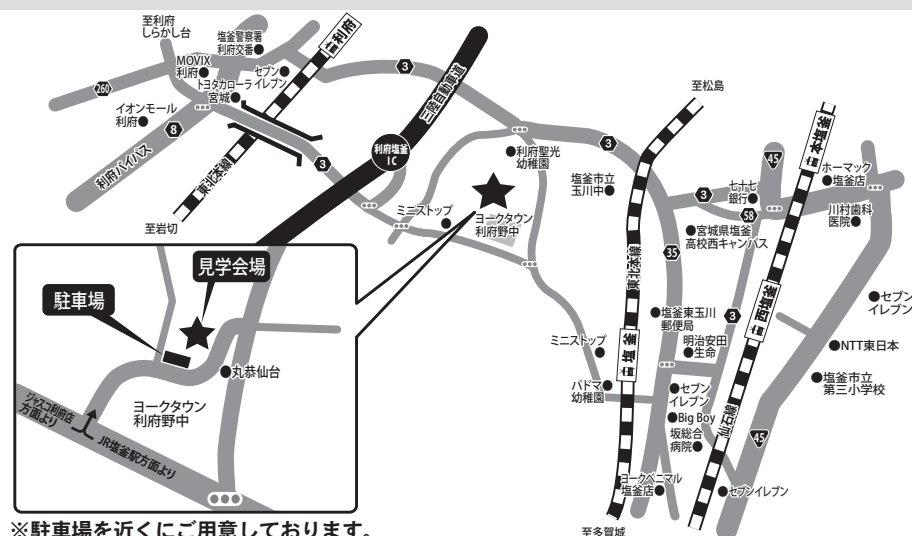 至利府
しらかし台
塩釜警察署
利府交番
利府
MOVIX
利府
セブン
イレブン
トヨタカローラ
宮城
260
イオンモール
利府
8
利府バイパス
東北本線
至岩切
3
3
三陸自動車道
利府塩釜
IC
ミニストップ
利府聖光
幼稚園
ヨークタウン
利府野中
至松島
3
塩釜市立
玉川中
東北本線
35
塩釜
塩釜東玉川
郵便局
明治安田
生命
ミニストップ
パドマ
幼稚園
セブン
イレブン
Big Boy
坂総合
病院
ヨークベニマル
塩釜店
至多賀城
3
七十七
銀行
58
宮城県塩釜
高校西キャンパス
45
本塩釜
ホーマック
塩釜店
川村歯科
医院
3
西塩釜
仙石線
セブン
イレブン
NTT東日本
塩釜市立
第三小学校
45
セブンイレブン
見学会場
駐車場
丸恭仙台
ヨークタウン
利府野中
ジャスコ利府店
方面より
JR塩釜駅方面より
※駐車場を近くにご用意しております。